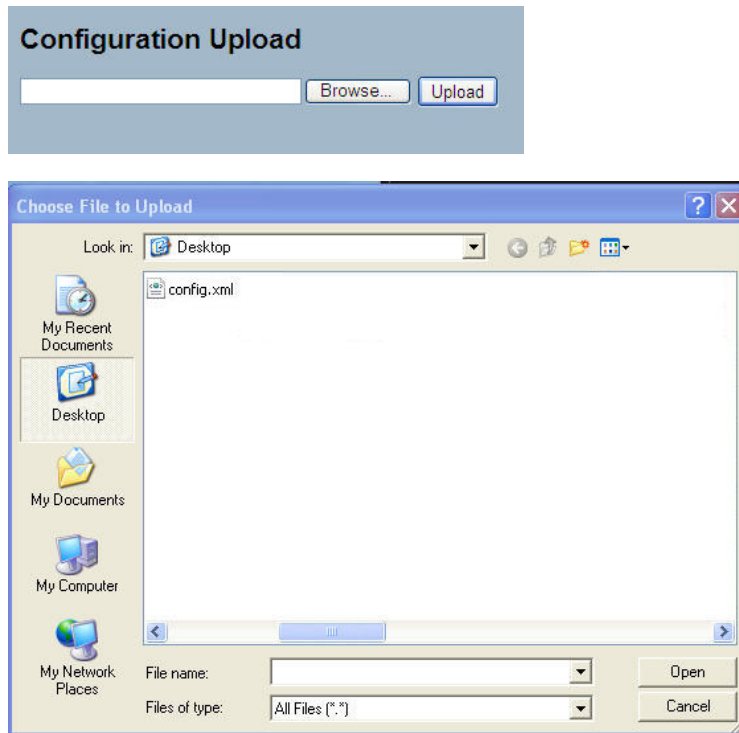 Configuration Upload
Browse... Upload
Choose File to Upload
Look in: Desktop
config.xml
My Recent
Documents
Desktop
My Documents
My Computer
My Network
Places
File name:
Open
Files of type: All Files (*.*)
Cancel